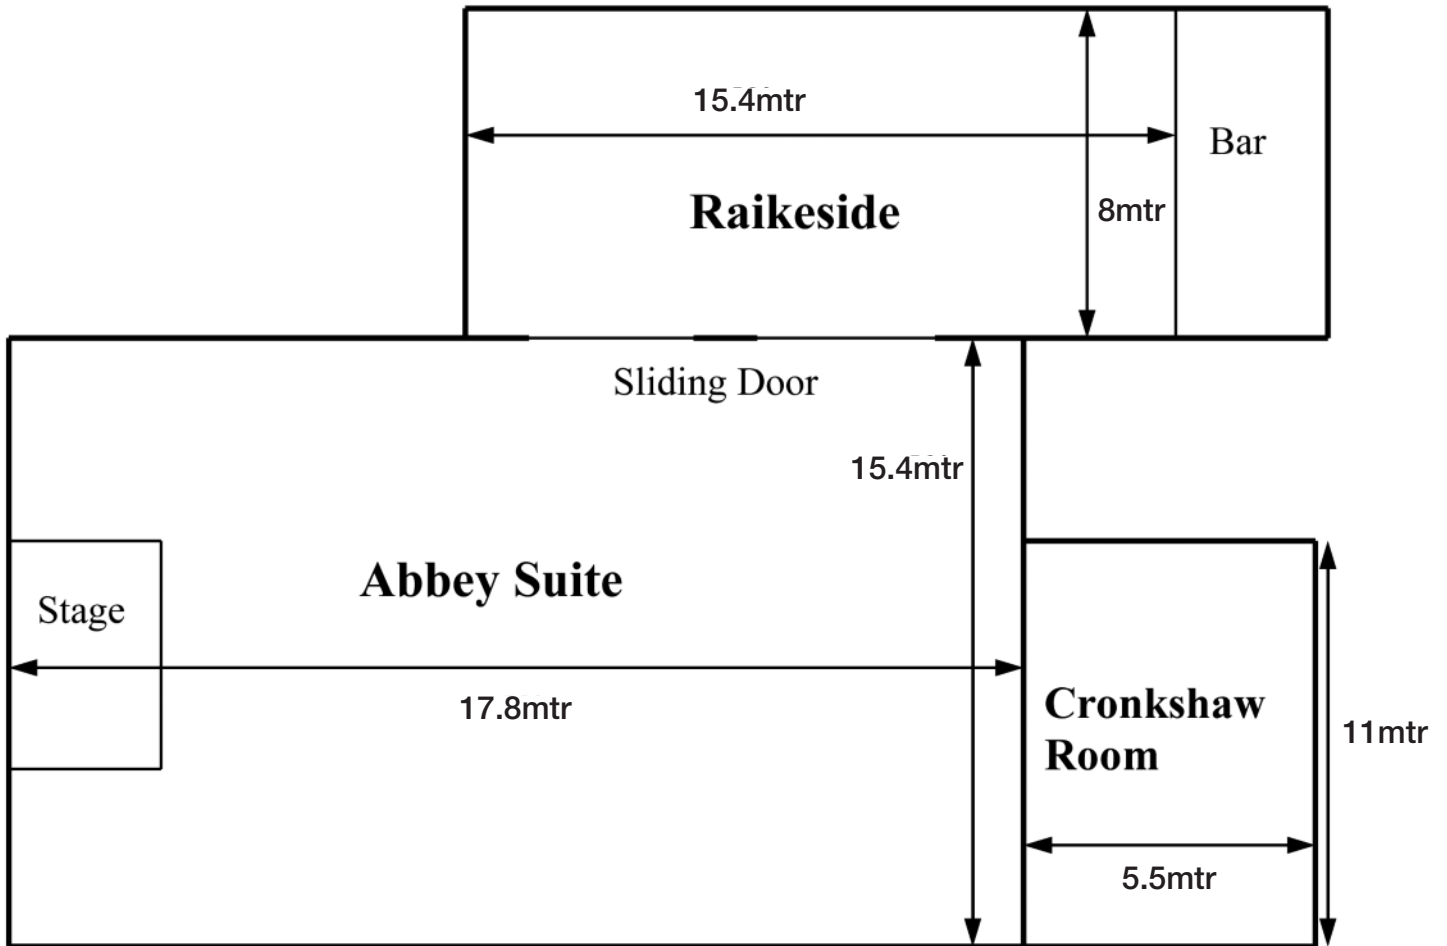 15.4mtr
Bar
Raikeside
8mtr
Sliding Door
15.4mtr
Abbey Suite
Stage
17.8mtr
Cronkshaw
Room
11mtr
5.5mtr